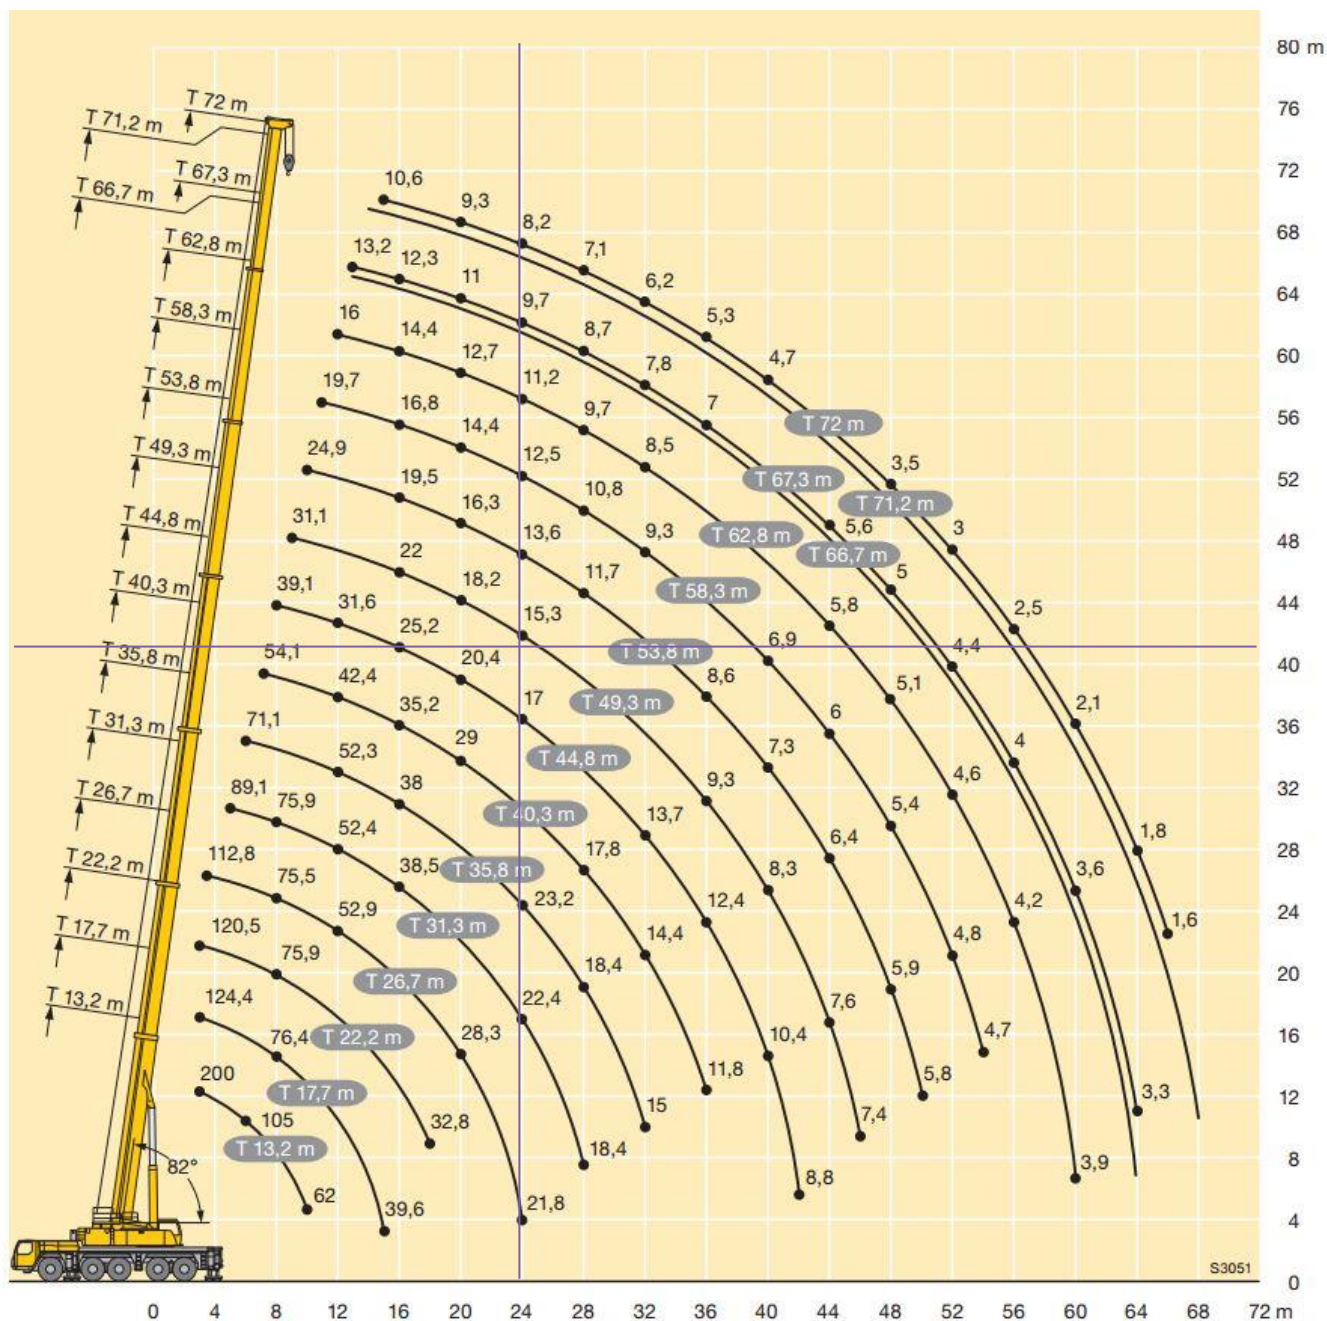 80 m
76
72
68
64
60
56
52
48
44
40
36
32
28
24
20
16
12
8
4
0
T 72 m
T 71,2 m
T 67,3 m
T 66,7 m
T 62,8 m
T 58,3 m
T 53,8 m
T 49,3 m
T 44,8 m
T 40,3 m
T 35,8 m
T 31,3 m
T 26,7 m
T 22,2 m
T 17,7 m
T 13,2 m
82°
10,6 9,3 8,2 7,1 6,2 5,3 4,7 T 72 m 3,5 3 2,5 2,1 1,8 1,6
T 71,2 m
13,2 12,3 11 9,7 8,7 7,8 7 T 67,3 m 5,6 5 4,4 4 3,6 3,3
T 66,7 m
16 14,4 12,7 11,2 9,7 8,5 T 62,8 m 5,8 5,1 4,6 4,2 3,9
19,7 16,8 14,4 12,5 10,8 9,3 T 58,3 m 6,9 6 5,4 4,8 4,7
24,9 19,5 16,3 13,6 11,7 T 53,8 m 8,6 7,3 6,4 5,9 5,8
31,1 22 18,2 15,3 T 49,3 m 9,3 8,3 7,6 7,4
39,1 31,6 25,2 20,4 17 T 44,8 m 13,7 12,4 10,4 8,8
54,1 42,4 35,2 29 T 40,3 m 17,8 14,4 11,8
71,1 52,3 38 T 35,8 m 23,2 18,4 15
89,1 75,9 52,4 38,5 T 31,3 m 22,4 18,4
112,8 75,5 52,9 T 26,7 m 28,3 21,8
120,5 75,9 T 22,2 m 32,8
124,4 76,4 T 17,7 m 39,6
200 105 T 13,2 m 62
S3051
0 4 8 12 16 20 24 28 32 36 40 44 48 52 56 60 64 68 72 m